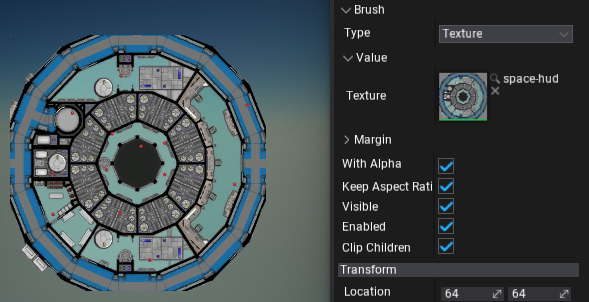 Brush
Type Texture
Value
Texture space-hud
Margin
With Alpha
Keep Aspect Rati
Visible
Enabled
Clip Children
Transform
Location 64 64